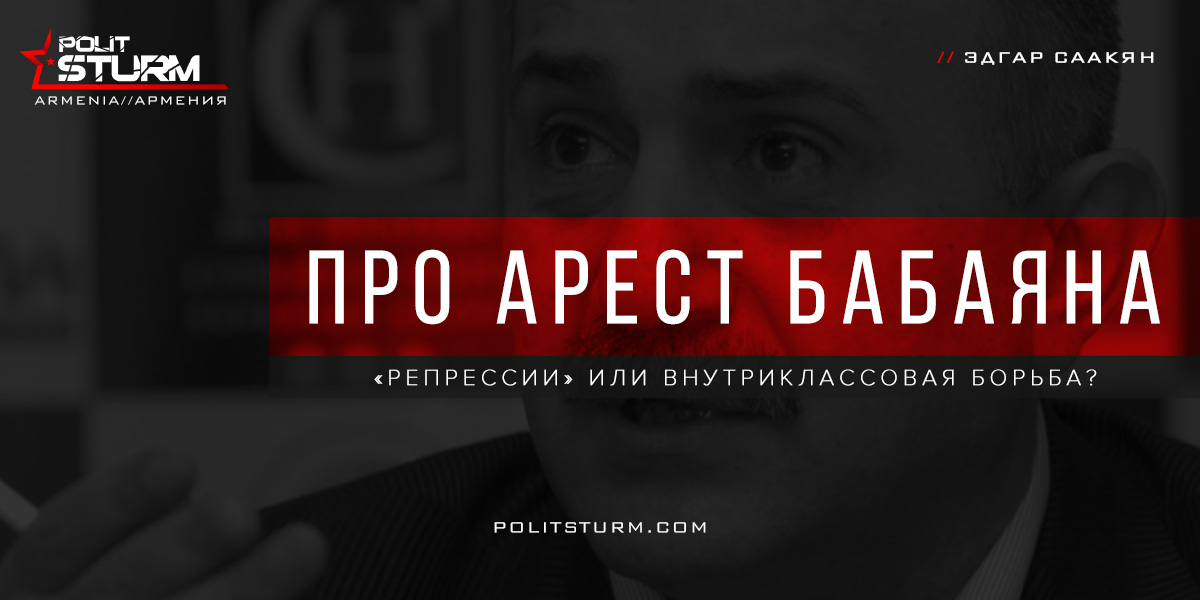 POLIT
STURM
ARMENIA//АРМЕНИЯ
// ЭДГАР СААКЯН
ПРО АРЕСТ БАБАЯНА
«РЕПРЕССИИ» ИЛИ ВНУТРИКЛАССОВАЯ БОРЬБА?
POLITSTURM.COM